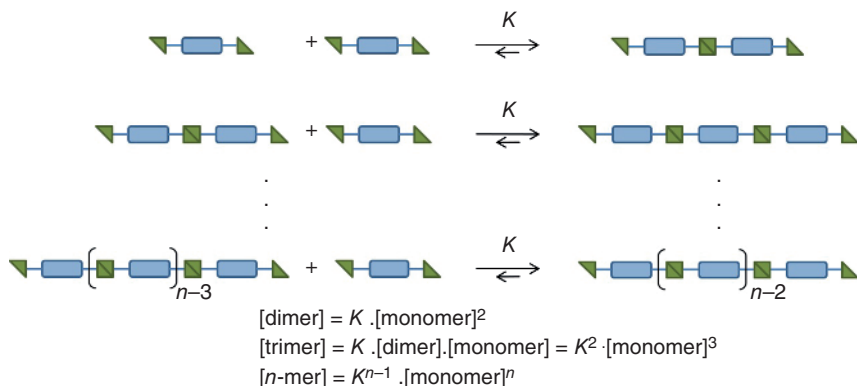 + K
+ K
.
.
.
.
.
.
K
n–3 + n–2
[dimer] = K .[monomer]²
[trimer] = K .[dimer].[monomer] = K² ·[monomer]³
[n-mer] = Kⁿ⁻¹ .[monomer]ⁿ